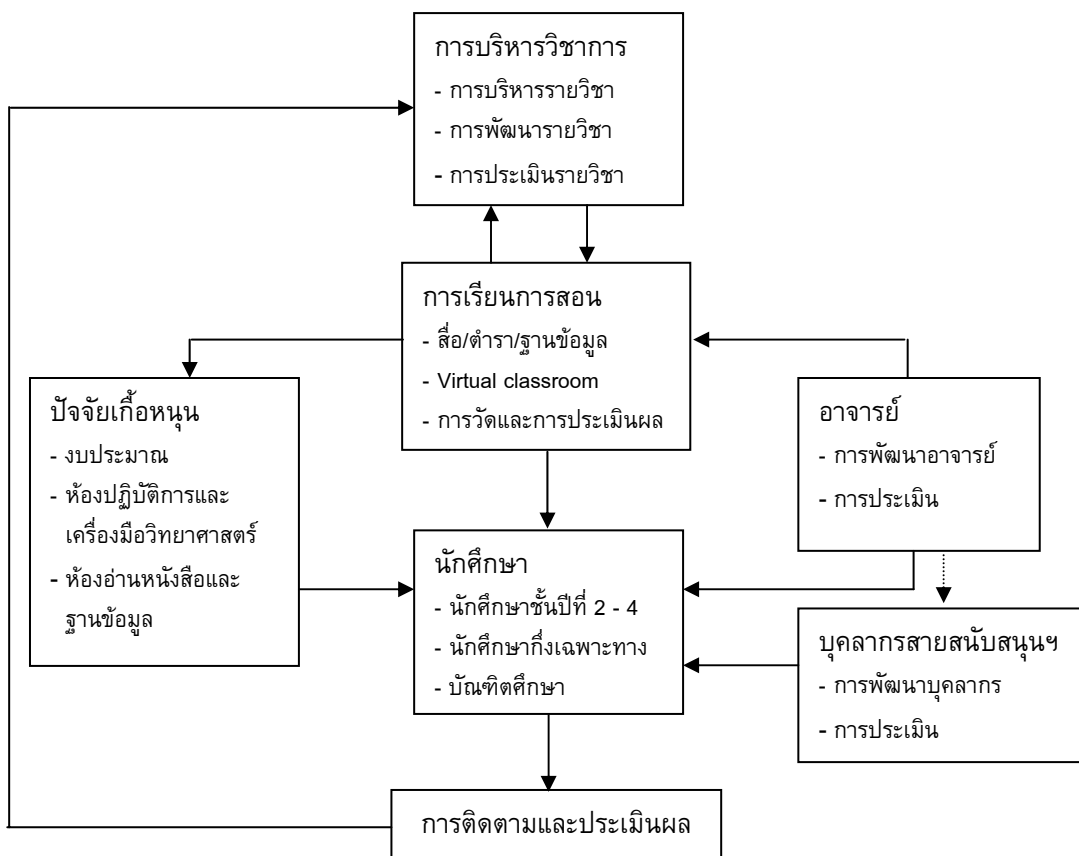 การบริหารวิชาการ
- การบริหารรายวิชา
- การพัฒนารายวิชา
- การประเมินรายวิชา
การเรียนการสอน
- สื่อ/ตำรา/ฐานข้อมูล
- Virtual classroom
- การวัดและการประเมินผล
ปัจจัยเกื้อหนุน
- งบประมาณ
- ห้องปฏิบัติการและ
เครื่องมือวิทยาศาสตร์
- ห้องอ่านหนังสือและ
ฐานข้อมูล
อาจารย์
- การพัฒนาอาจารย์
- การประเมิน
นักศึกษา
- นักศึกษาชั้นปีที่ 2 - 4
- นักศึกษากึ่งเฉพาะทาง
- บัณฑิตศึกษา
บุคลากรสายสนับสนุนฯ
- การพัฒนาบุคลากร
- การประเมิน
การติดตามและประเมินผล